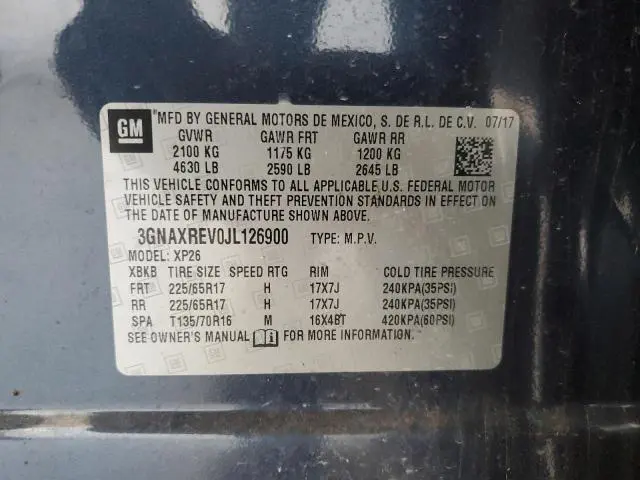 GM
*MFD BY GENERAL MOTORS DE MEXICO, S. DE R.L. DE C.V. 07/17
GVWR GAWR FRT GAWR RR
2100 KG 1175 KG 1200 KG
4630 LB 2590 LB 2645 LB
THIS VEHICLE CONFORMS TO ALL APPLICABLE U.S. FEDERAL MOTOR
VEHICLE SAFETY AND THEFT PREVENTION STANDARDS IN EFFECT ON THE
DATE OF MANUFACTURE SHOWN ABOVE.
3GNAXREV0JL126900 TYPE: M.P.V.
MODEL: XP26
XBKB TIRE SIZE SPEED RTG RIM COLD TIRE PRESSURE
FRT 225/65R17 H 17X7J 240KPA(35PSI)
RR 225/65R17 H 17X7J 240KPA(35PSI)
SPA T135/70R16 M 16X4BT 420KPA(60PSI)
SEE OWNER'S MANUAL i FOR MORE INFORMATION.